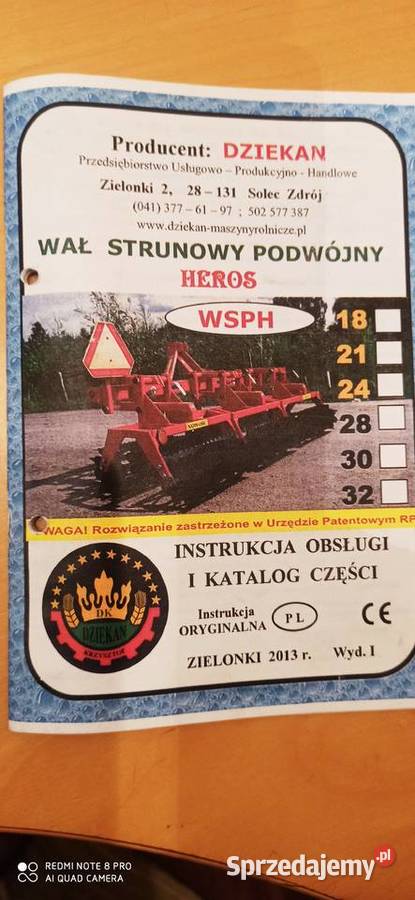 Producent: DZIEKAN
Przedsiębiorstwo Usługowo – Produkcyjno - Handlowe
Zielonki 2, 28 – 131 Solec Zdrój
(041) 377 – 61 – 97 ; 502 577 387
www.dziekan-maszynyrolnicze.pl
WAŁ STRUNOWY PODWÓJNY
HEROS
WSPH
18
21
24
28
30
32
WAGA! Rozwiązanie zastrzeżone w Urzędzie Patentowym RP
INSTRUKCJA OBSŁUGI
I KATALOG CZĘŚCI
DK
DZIEKAN
KRZYSZTOF
Instrukcja
ORYGINALNA
PL
CE
ZIELONKI 2013 r. Wyd. I
REDMI NOTE 8 PRO
AI QUAD CAMERA
Sprzedajemy.pl